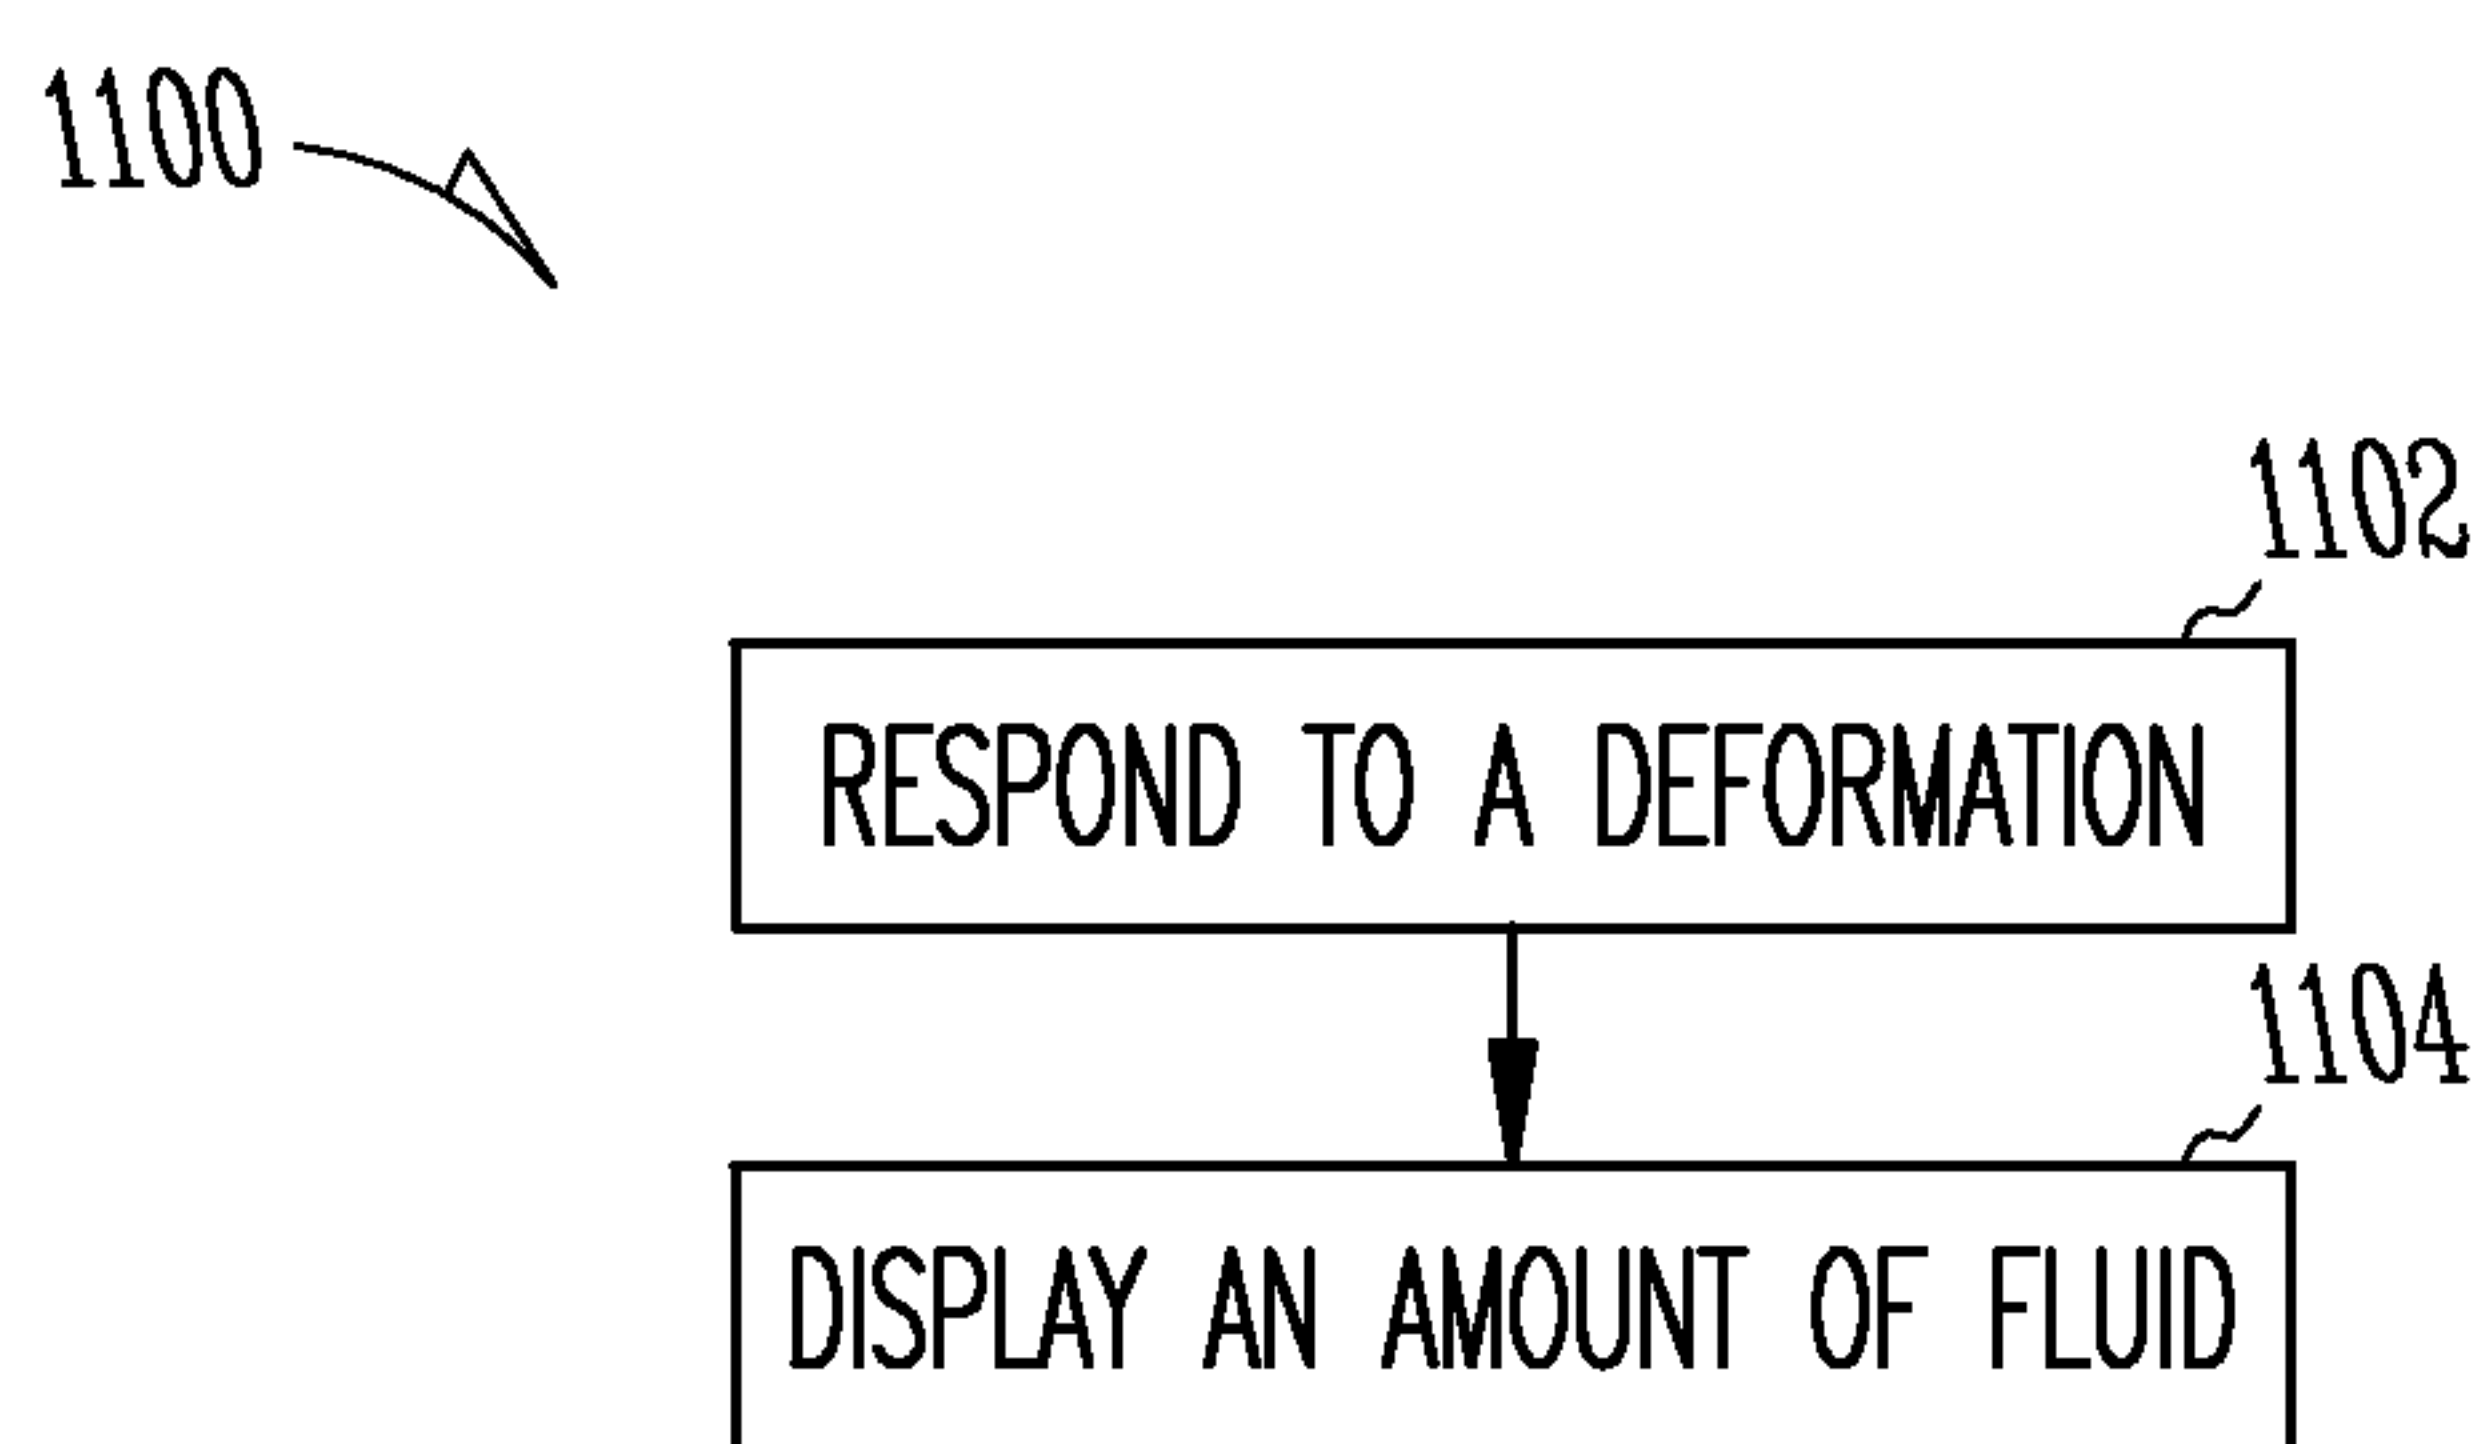 1100
1102
RESPOND TO A DEFORMATION
1104
DISPLAY AN AMOUNT OF FLUID